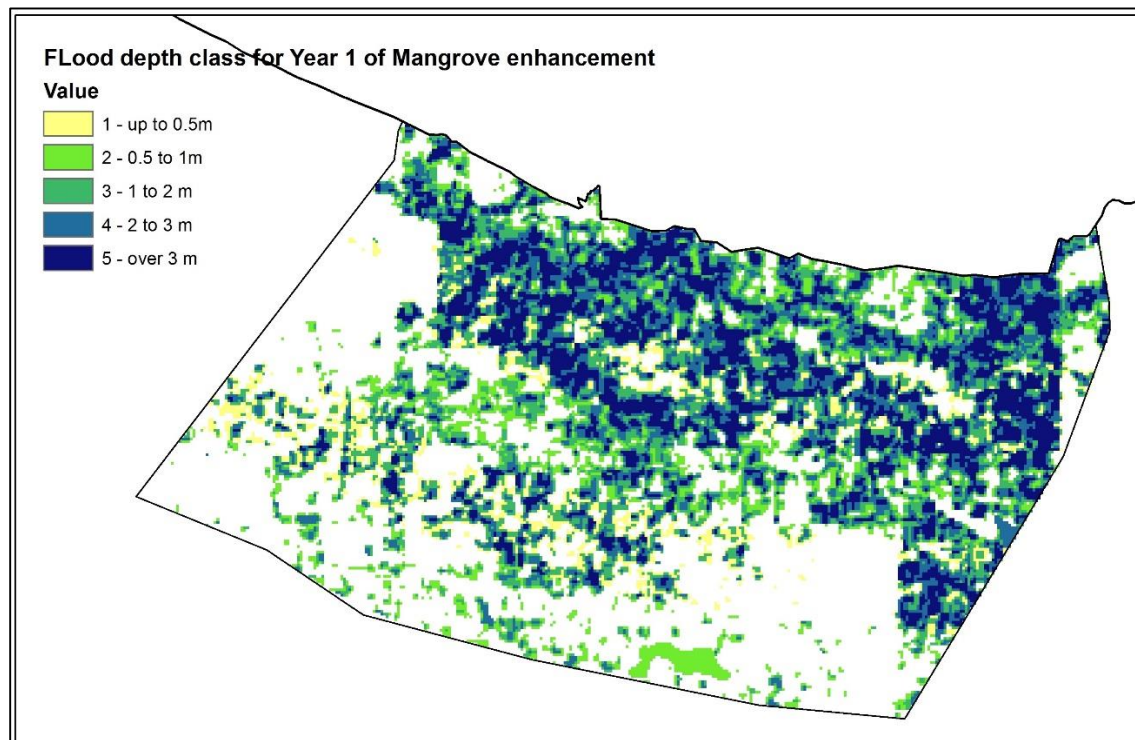 FLood depth class for Year 1 of Mangrove enhancement
Value
1 - up to 0.5m
2 - 0.5 to 1m
3 - 1 to 2 m
4 - 2 to 3 m
5 - over 3 m